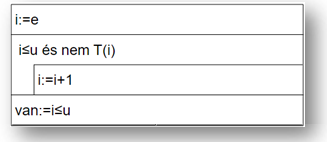 i:=e
i≤u és nem T(i)
i:=i+1
van:=i≤u